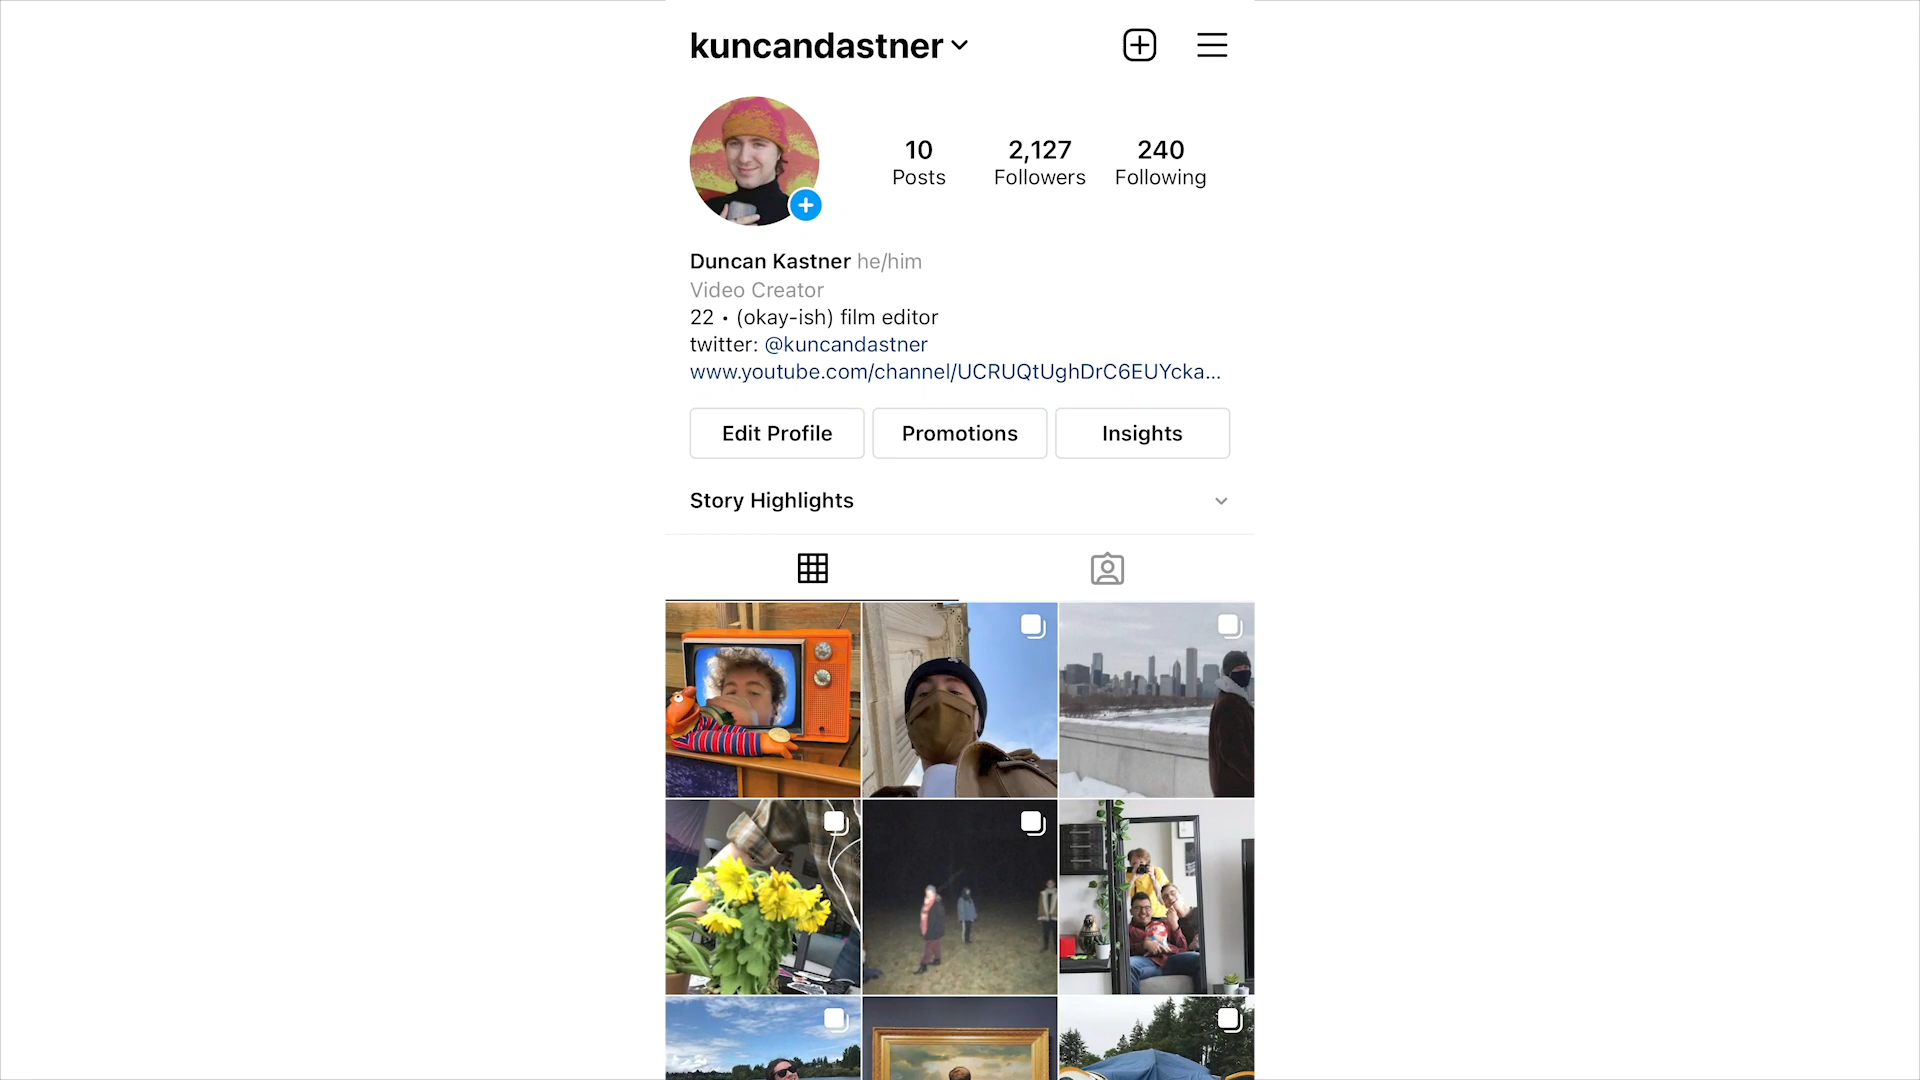 kuncandastner
10 2,127 240
Posts Followers Following
Duncan Kastner he/him
Video Creator
22 • (okay-ish) film editor
twitter: @kuncandastner
www.youtube.com/channel/UCRUQtUghDrC6EUYcka...
Edit Profile Promotions Insights
Story Highlights